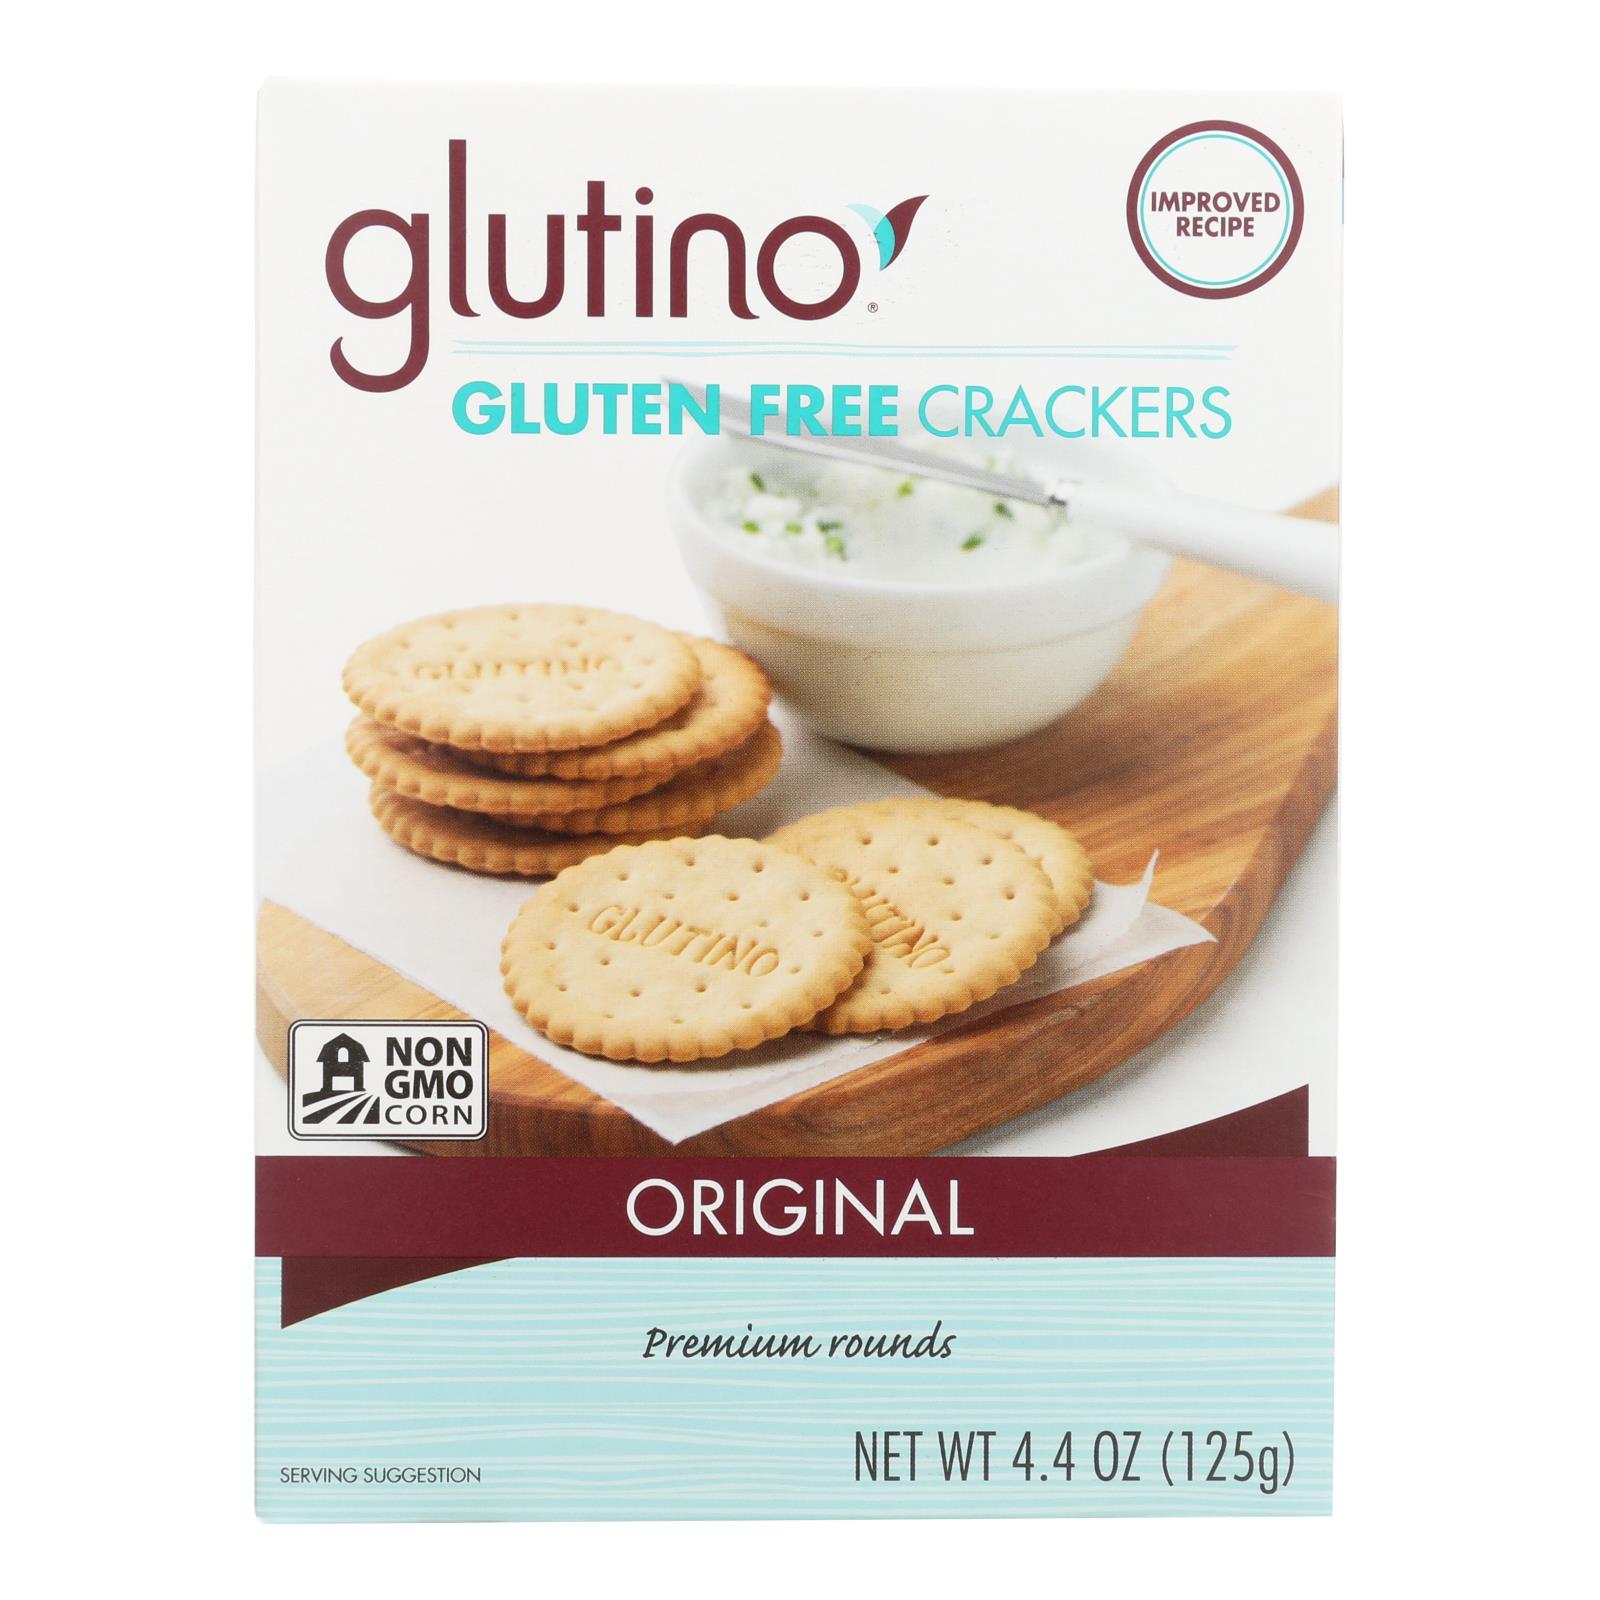 glutino®
IMPROVED
RECIPE
GLUTEN FREE CRACKERS
GLUTINO
GLUTINO
GLUTINO
NON
GMO
CORN
ORIGINAL
Premium rounds
NET WT 4.4 OZ (125g)
SERVING SUGGESTION